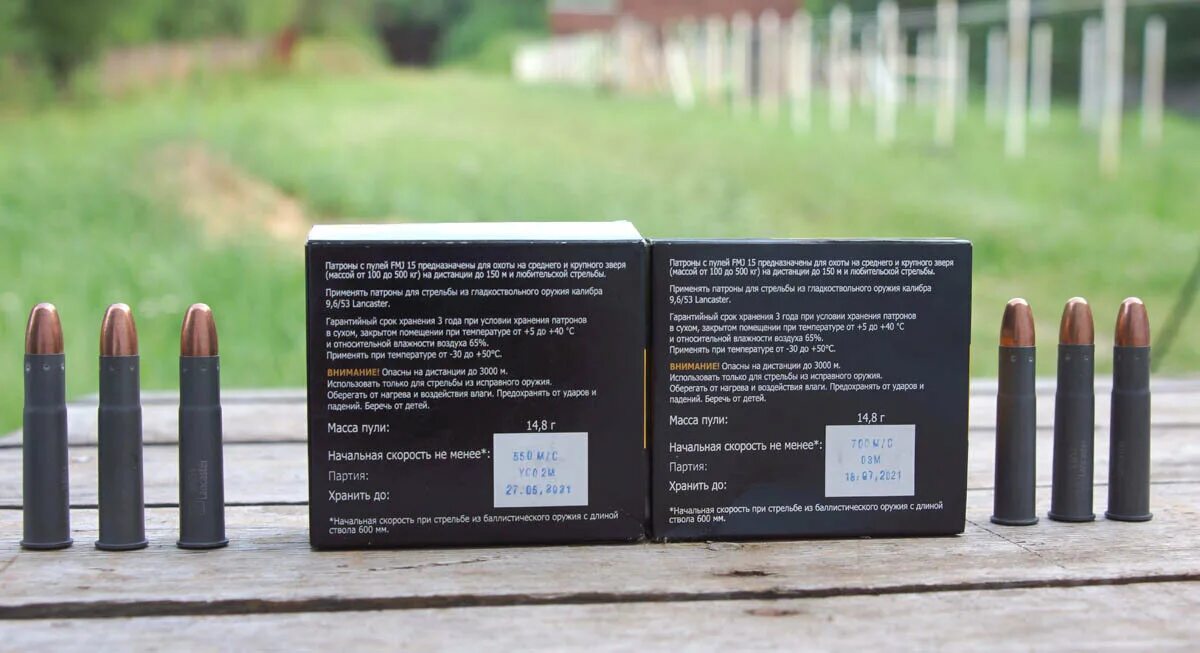 Патроны с пулей FMJ 15 предназначены для охоты на среднего и крупного зверя
(массой от 100 до 500 кг) на дистанции до 150 м и любительской стрельбы.
Применять патроны для стрельбы из гладкоствольного оружия калибра
9,6/53 Lancaster.
Гарантийный срок хранения 3 года при условии хранения патронов
в сухом, закрытом помещении при температуре от +5 до +40 °C
и относительной влажности воздуха 65%.
Применять при температуре от -30 до +50°C.
ВНИМАНИЕ! Опасны на дистанции до 3000 м.
Использовать только для стрельбы из исправного оружия.
Оберегать от нагрева и воздействия влаги. Предохранять от ударов и
падений. Беречь от детей.
Масса пули: 14,8 г
Начальная скорость не менее*: 550 М/С
Партия: УС02М
Хранить до: 27.05.2021
*Начальная скорость при стрельбе из баллистического оружия с длиной
ствола 600 мм.
Патроны с пулей FMJ 15 предназначены для охоты на среднего и крупного зверя
(массой от 100 до 500 кг) на дистанции до 150 м и любительской стрельбы.
Применять патроны для стрельбы из гладкоствольного оружия калибра
9,6/53 Lancaster.
Гарантийный срок хранения 3 года при условии хранения патронов
в сухом, закрытом помещении при температуре от +5 до +40 °C
и относительной влажности воздуха 65%.
Применять при температуре от -30 до +50°C.
ВНИМАНИЕ! Опасны на дистанции до 3000 м.
Использовать только для стрельбы из исправного оружия.
Оберегать от нагрева и воздействия влаги. Предохранять от ударов и
падений. Беречь от детей.
Масса пули: 14,8 г
Начальная скорость не менее*: 700 М/С
Партия: 03М
Хранить до: 18.07.2021
*Начальная скорость при стрельбе из баллистического оружия с длиной
ствола 600 мм.
Lancaster